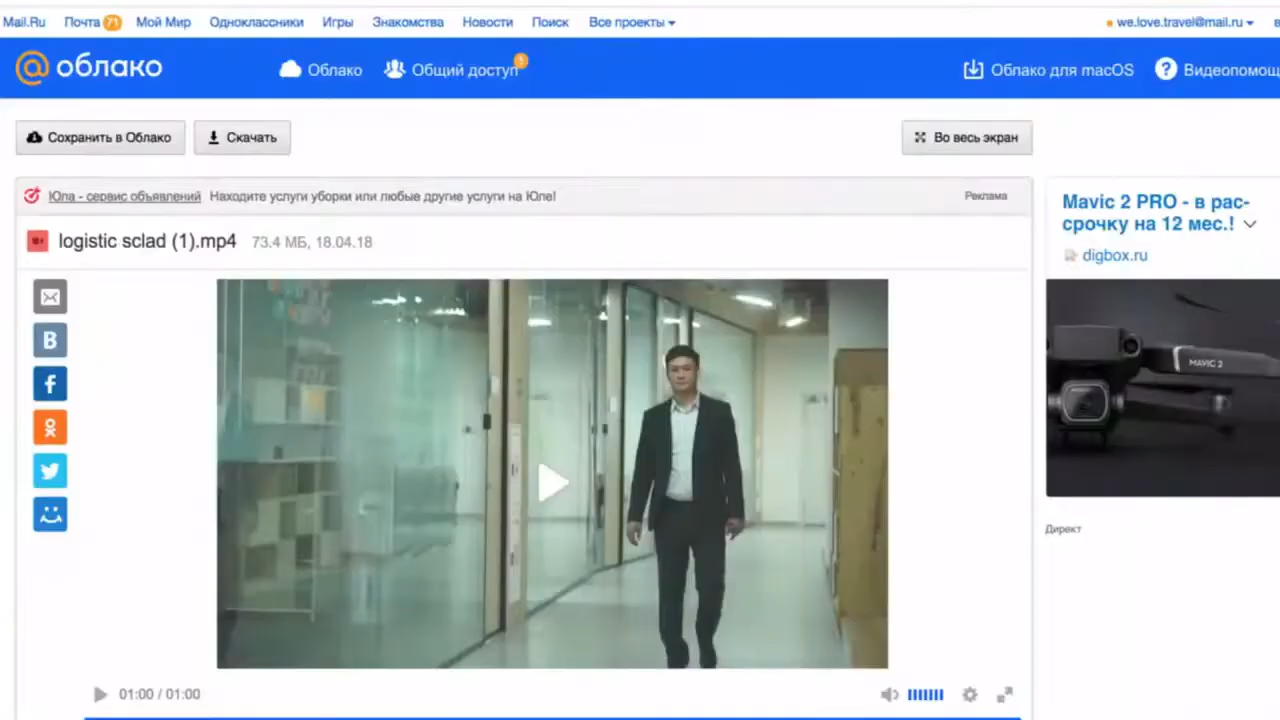 Mail.Ru Почта 71 Мой Мир Одноклассники Игры Знакомства Новости Поиск Все проекты we.love.travel@mail.ru
облако Облако Общий доступ 1 Облако для macOS ? Видеопомощ
Сохранить в Облако Скачать Во весь экран
Юла - сервис объявлений Находите услуги уборки или любые другие услуги на Юле! Реклама
Mavic 2 PRO - в рас-
срочку на 12 мес.!
digbox.ru
logistic sclad (1).mp4 73.4 МБ, 18.04.18
MAVIC 2
Директ
01:00 / 01:00